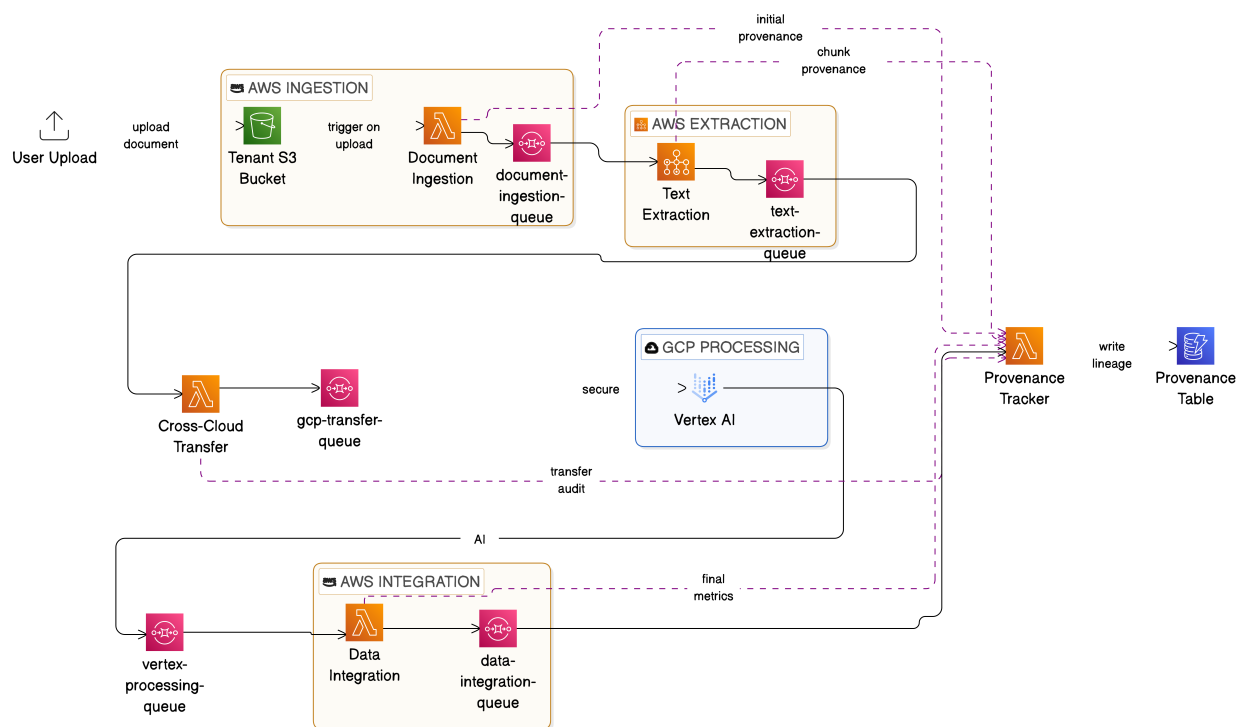 initial
provenance
chunk
provenance
aws AWS INGESTION
User Upload
upload
document
Tenant S3
Bucket
trigger on
upload
Document
Ingestion
document-
ingestion-
queue
AWS EXTRACTION
Text
Extraction
text-
extraction-
queue
GCP PROCESSING
secure
Vertex AI
Provenance
Tracker
write
lineage
Provenance
Table
Cross-Cloud
Transfer
gcp-transfer-
queue
transfer
audit
AI
aws AWS INTEGRATION
final
metrics
vertex-
processing-
queue
Data
Integration
data-
integration-
queue